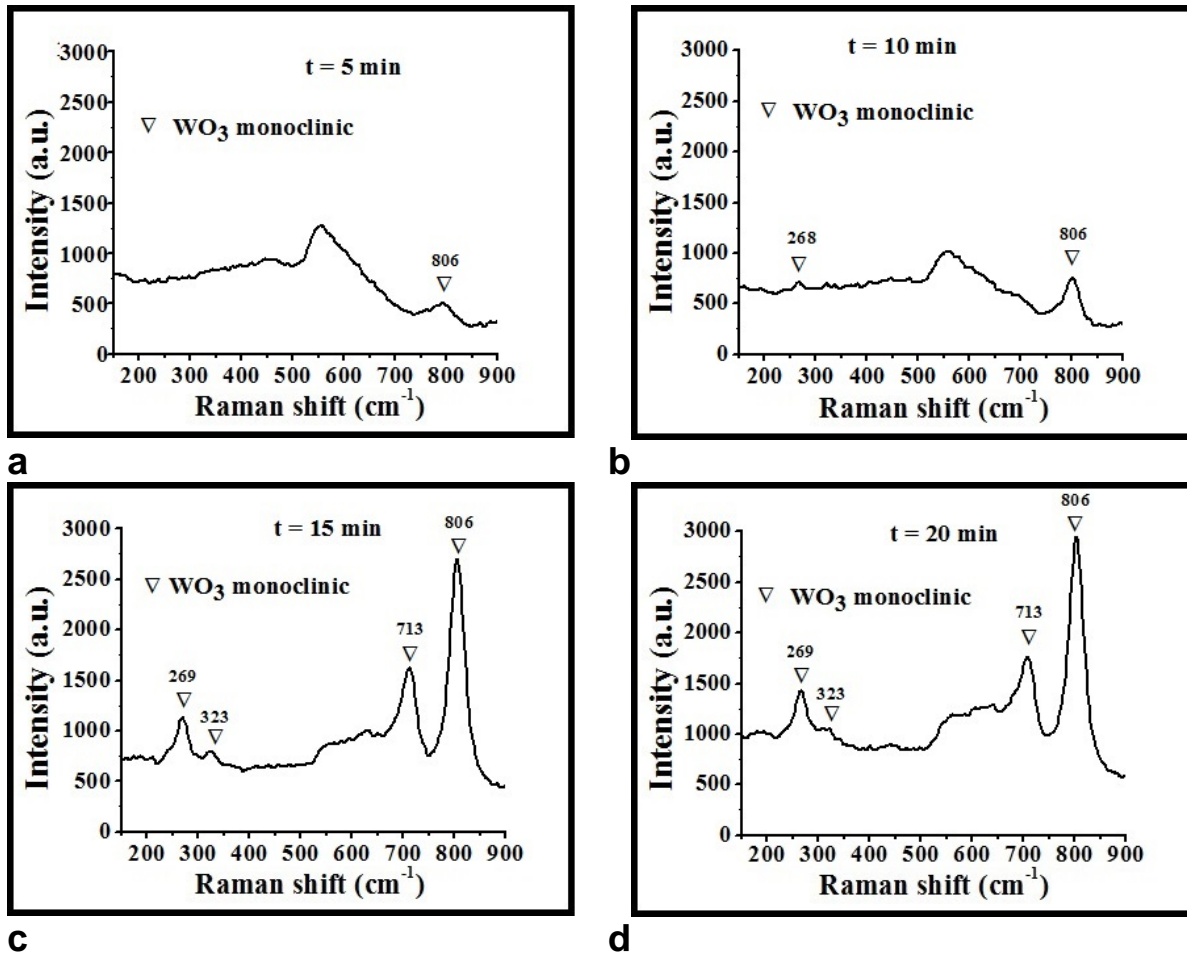 t = 5 min
▽ WO3 monoclinic
806
Intensity (a.u.)
3000
2500
2000
1500
1000
500
0
200 300 400 500 600 700 800 900
Raman shift (cm-1)
a
t = 10 min
▽ WO3 monoclinic
268
806
Intensity (a.u.)
3000
2500
2000
1500
1000
500
0
200 300 400 500 600 700 800 900
Raman shift (cm-1)
b
t = 15 min
▽ WO3 monoclinic
269
323
713
806
Intensity (a.u.)
3000
2500
2000
1500
1000
500
0
200 300 400 500 600 700 800 900
Raman shift (cm-1)
c
t = 20 min
▽ WO3 monoclinic
269
323
713
806
Intensity (a.u.)
3000
2500
2000
1500
1000
500
0
200 300 400 500 600 700 800 900
Raman shift (cm-1)
d